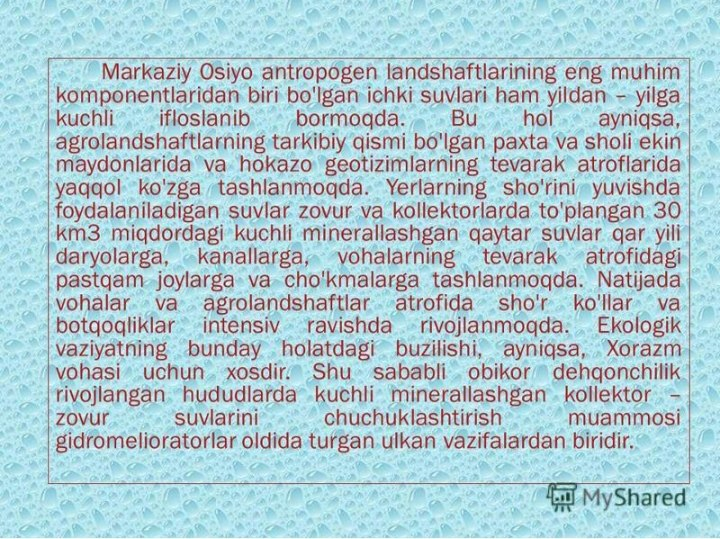 Markaziy Osiyo antropogen landshaftlarining eng muhim
komponentlaridan biri bo'lgan ichki suvlari ham yildan – yilga
kuchli ifloslanib bormoqda. Bu hol ayniqsa,
agrolandshaftlarning tarkibiy qismi bo'lgan paxta va sholi ekin
maydonlarida va hokazo geotizimlarning tevarak atroflarida
yaqqol ko'zga tashlanmoqda. Yerlarning sho'rini yuvishda
foydalaniladigan suvlar zovur va kollektorlarda to'plangan 30
km3 miqdordagi kuchli minerallashgan qaytar suvlar qar yili
daryolarga, kanallarga, vohalarning tevarak atrofidagi
pastqam joylarga va cho'kmalarga tashlanmoqda. Natijada
vohalar va agrolandshaftlar atrofida sho'r ko'llar va
botqoqliklar intensiv ravishda rivojlanmoqda. Ekologik
vaziyatning bunday holatdagi buzilishi, ayniqsa, Xorazm
vohasi uchun xosdir. Shu sababli obikor dehqonchilik
rivojlangan hududlarda kuchli minerallashgan kollektor –
zovur suvlarini chuchuklashtirish muammosi
gidromelioratorlar oldida turgan ulkan vazifalardan biridir.
MyShared